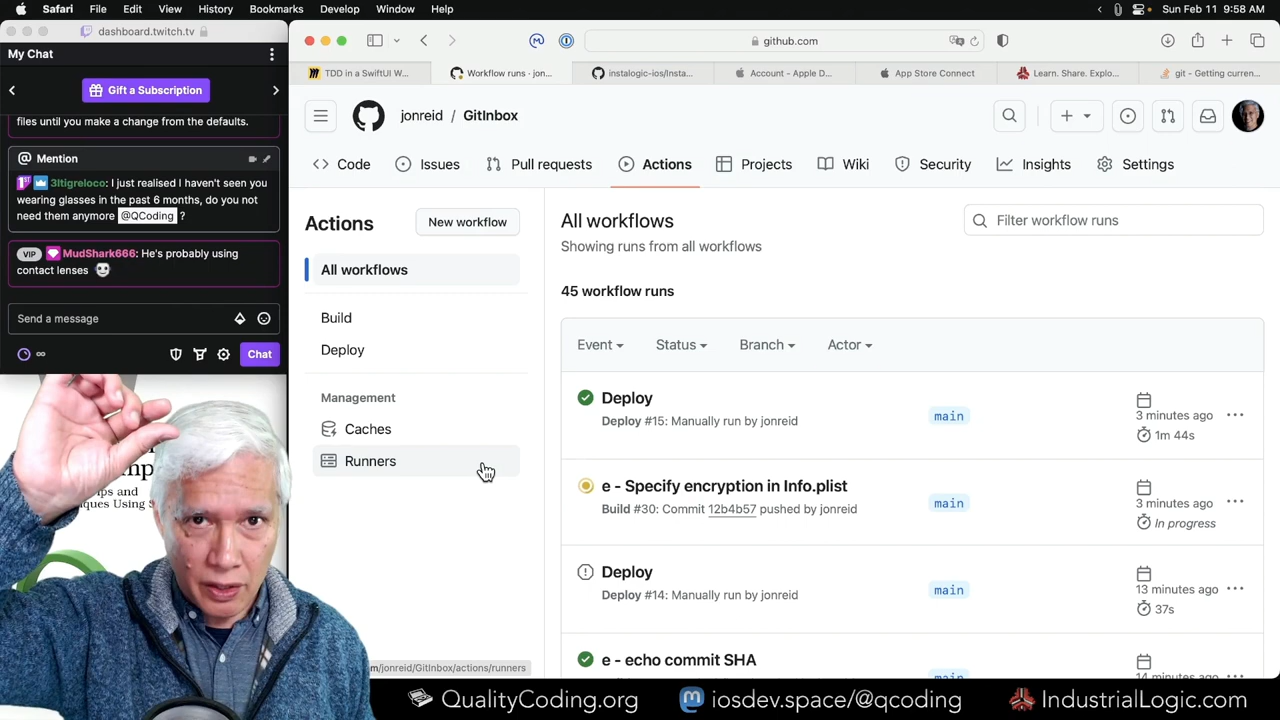 Safari File Edit View History Bookmarks Develop Window Help
Sun Feb 11 9:58 AM
dashboard.twitch.tv
My Chat
Gift a Subscription
files until you make a change from the defaults.
Mention
3ltigreloco: I just realised I haven't seen you
wearing glasses in the past 6 months, do you not
need them anymore @QCoding ?
VIP MudShark666: He's probably using
contact lenses
Send a message
∞
Chat
github.com
TDD in a SwiftUI W...
Workflow runs · jon...
instalogic-ios/Insta...
Account - Apple D...
App Store Connect
Learn. Share. Explo...
git - Getting curren...
jonreid / GitInbox
Code
Issues
Pull requests
Actions
Projects
Wiki
Security
Insights
Settings
Actions
New workflow
All workflows
Build
Deploy
Management
Caches
Runners
All workflows
Showing runs from all workflows
Filter workflow runs
45 workflow runs
Event
Status
Branch
Actor
Deploy
Deploy #15: Manually run by jonreid
main
3 minutes ago
1m 44s
e - Specify encryption in Info.plist
Build #30: Commit 12b4b57 pushed by jonreid
main
3 minutes ago
In progress
Deploy
Deploy #14: Manually run by jonreid
main
13 minutes ago
37s
e - echo commit SHA
main
14 minutes ago
m/jonreid/GitInbox/actions/runners
QualityCoding.org
iosdev.space/@qcoding
IndustrialLogic.com